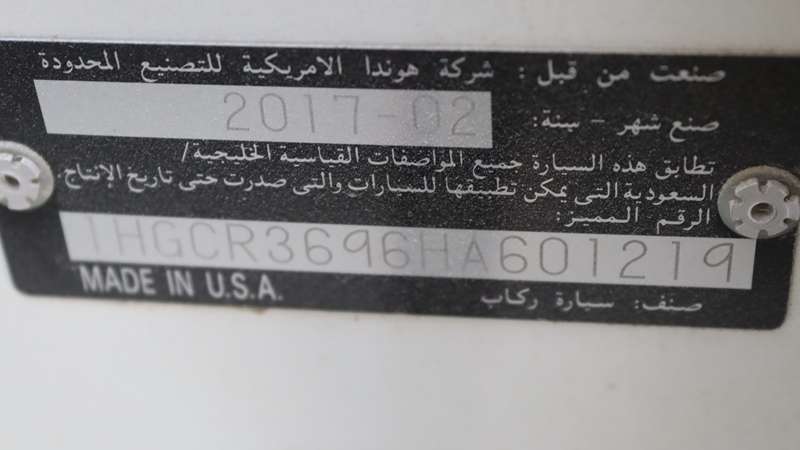 صنعت من قبل: شركة هوندا الامريكية للتصنيع المحدودة
صنع شهر - سنة: 2017-02
تطابق هذه السيارة جميع المواصفات القياسية الخليجية/
السعودية التى يمكن تطبيقها للسيارات والتى صدرت حتى تاريخ الإنتاج.
الرقم المميز:
1HGCR3696HA601219
صنف: سيارة ركاب
MADE IN U.S.A.